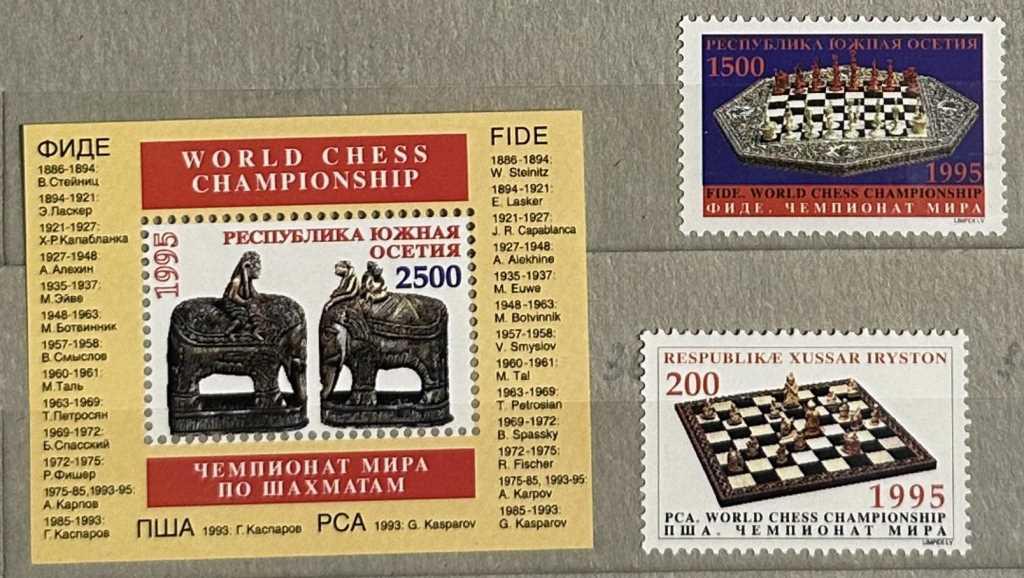 ФИДЕ
1886-1894:
В.Стейниц
1894-1921:
Э.Ласкер
1921-1927:
Х-Р.Капабланка
1927-1948:
А.Алехин
1935-1937:
М.Эйве
1948-1963:
М.Ботвинник
1957-1958:
В.Смыслов
1960-1961:
М.Таль
1963-1969:
Т.Петросян
1969-1972:
Б.Спасский
1972-1975:
Р.Фишер
1975-85,1993-95:
А.Карпов
1985-1993:
Г.Каспаров
WORLD CHESS
CHAMPIONSHIP
1995
РЕСПУБЛИКА ЮЖНАЯ
ОСЕТИЯ
2500
ЧЕМПИОНАТ МИРА
ПО ШАХМАТАМ
FIDE
1886-1894:
W. Steinitz
1894-1921:
E. Lasker
1921-1927:
J. R. Capablanca
1927-1948:
A. Alekhine
1935-1937:
M. Euwe
1948-1963:
M. Botvinnik
1957-1958:
V. Smyslov
1960-1961:
M. Tal
1963-1969:
T. Petrosian
1969-1972:
B. Spassky
1972-1975:
R. Fischer
1975-85, 1993-95:
A. Karpov
1985-1993:
G. Kasparov
ПША 1993: Г.Каспаров PCA 1993: G. Kasparov
РЕСПУБЛИКА ЮЖНАЯ ОСЕТИЯ
1500
1995
FIDE. WORLD CHESS CHAMPIONSHIP
ФИДЕ. ЧЕМПИОНАТ МИРА
LIMPIDE LV
RESPUBLIKÆ XUSSAR IRYSTON
200
1995
PCA. WORLD CHESS CHAMPIONSHIP
ПША. ЧЕМПИОНАТ МИРА
LIMPIDE LV